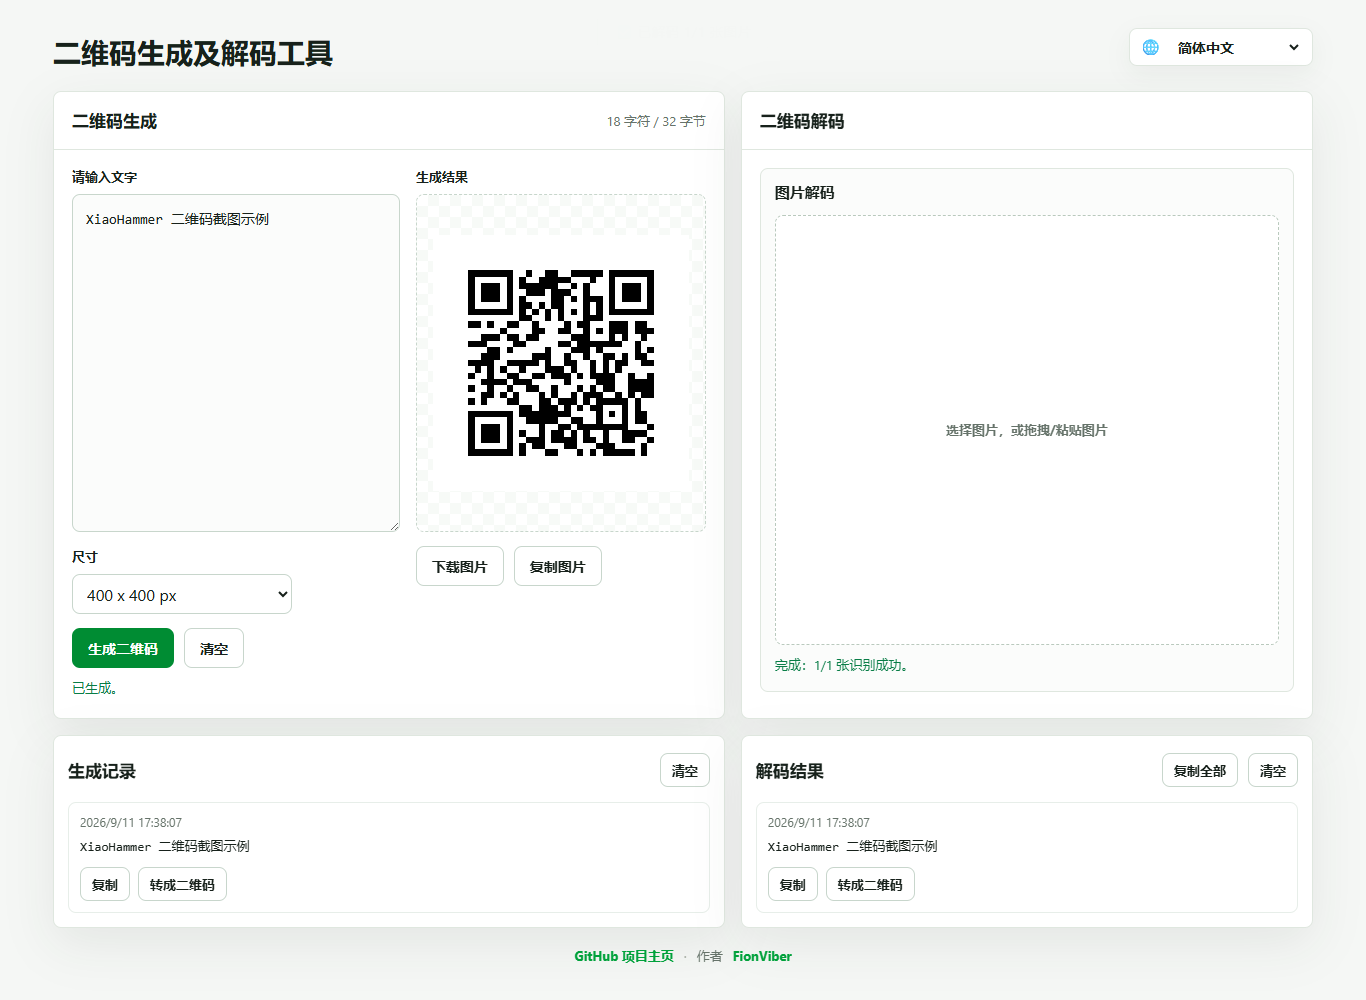 二维码生成及解码工具
🌐 简体中文
二维码生成
18 字符 / 32 字节
请输入文字
XiaoHammer 二维码截图示例
生成结果
下载图片
复制图片
尺寸
400 x 400 px
生成二维码
清空
已生成。
二维码解码
图片解码
选择图片，或拖拽/粘贴图片
完成：1/1 张识别成功。
生成记录
清空
2026/9/11 17:38:07
XiaoHammer 二维码截图示例
复制
转成二维码
解码结果
复制全部
清空
2026/9/11 17:38:07
XiaoHammer 二维码截图示例
复制
转成二维码
GitHub 项目主页 · 作者 FionViber